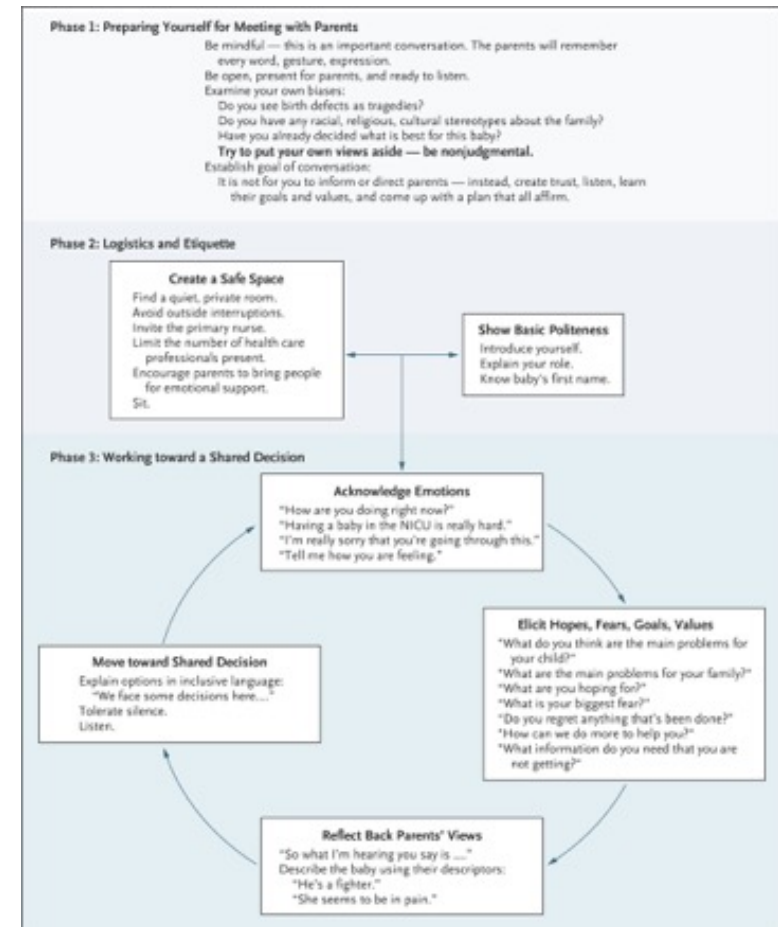 Phase 1: Preparing Yourself for Meeting with Parents
Be mindful — this is an important conversation. The parents will remember
every word, gesture, expression.
Be open, present for parents, and ready to listen.
Examine your own biases:
Do you see birth defects as tragedies?
Do you have any racial, religious, cultural stereotypes about the family?
Have you already decided what is best for this baby?
Try to put your own views aside — be nonjudgmental.
Establish goal of conversation:
It is not for you to inform or direct parents — instead, create trust, listen, learn
their goals and values, and come up with a plan that all affirm.
Phase 2: Logistics and Etiquette
Create a Safe Space
Find a quiet, private room.
Avoid outside interruptions.
Invite the primary nurse.
Limit the number of health care
professionals present.
Encourage parents to bring people
for emotional support.
Sit.
Show Basic Politeness
Introduce yourself.
Explain your role.
Know baby's first name.
Phase 3: Working toward a Shared Decision
Acknowledge Emotions
"How are you doing right now?"
"Having a baby in the NICU is really hard."
"I'm really sorry that you're going through this."
"Tell me how you are feeling."
Elicit Hopes, Fears, Goals, Values
"What do you think are the main problems for
your child?"
"What are the main problems for your family?"
"What are you hoping for?"
"What is your biggest fear?"
"Do you regret anything that's been done?"
"How can we do more to help you?"
"What information do you need that you are
not getting?"
Reflect Back Parents' Views
"So what I'm hearing you say is ...."
Describe the baby using their descriptors:
"He's a fighter."
"She seems to be in pain."
Move toward Shared Decision
Explain options in inclusive language:
"We face some decisions here...."
Tolerate silence.
Listen.